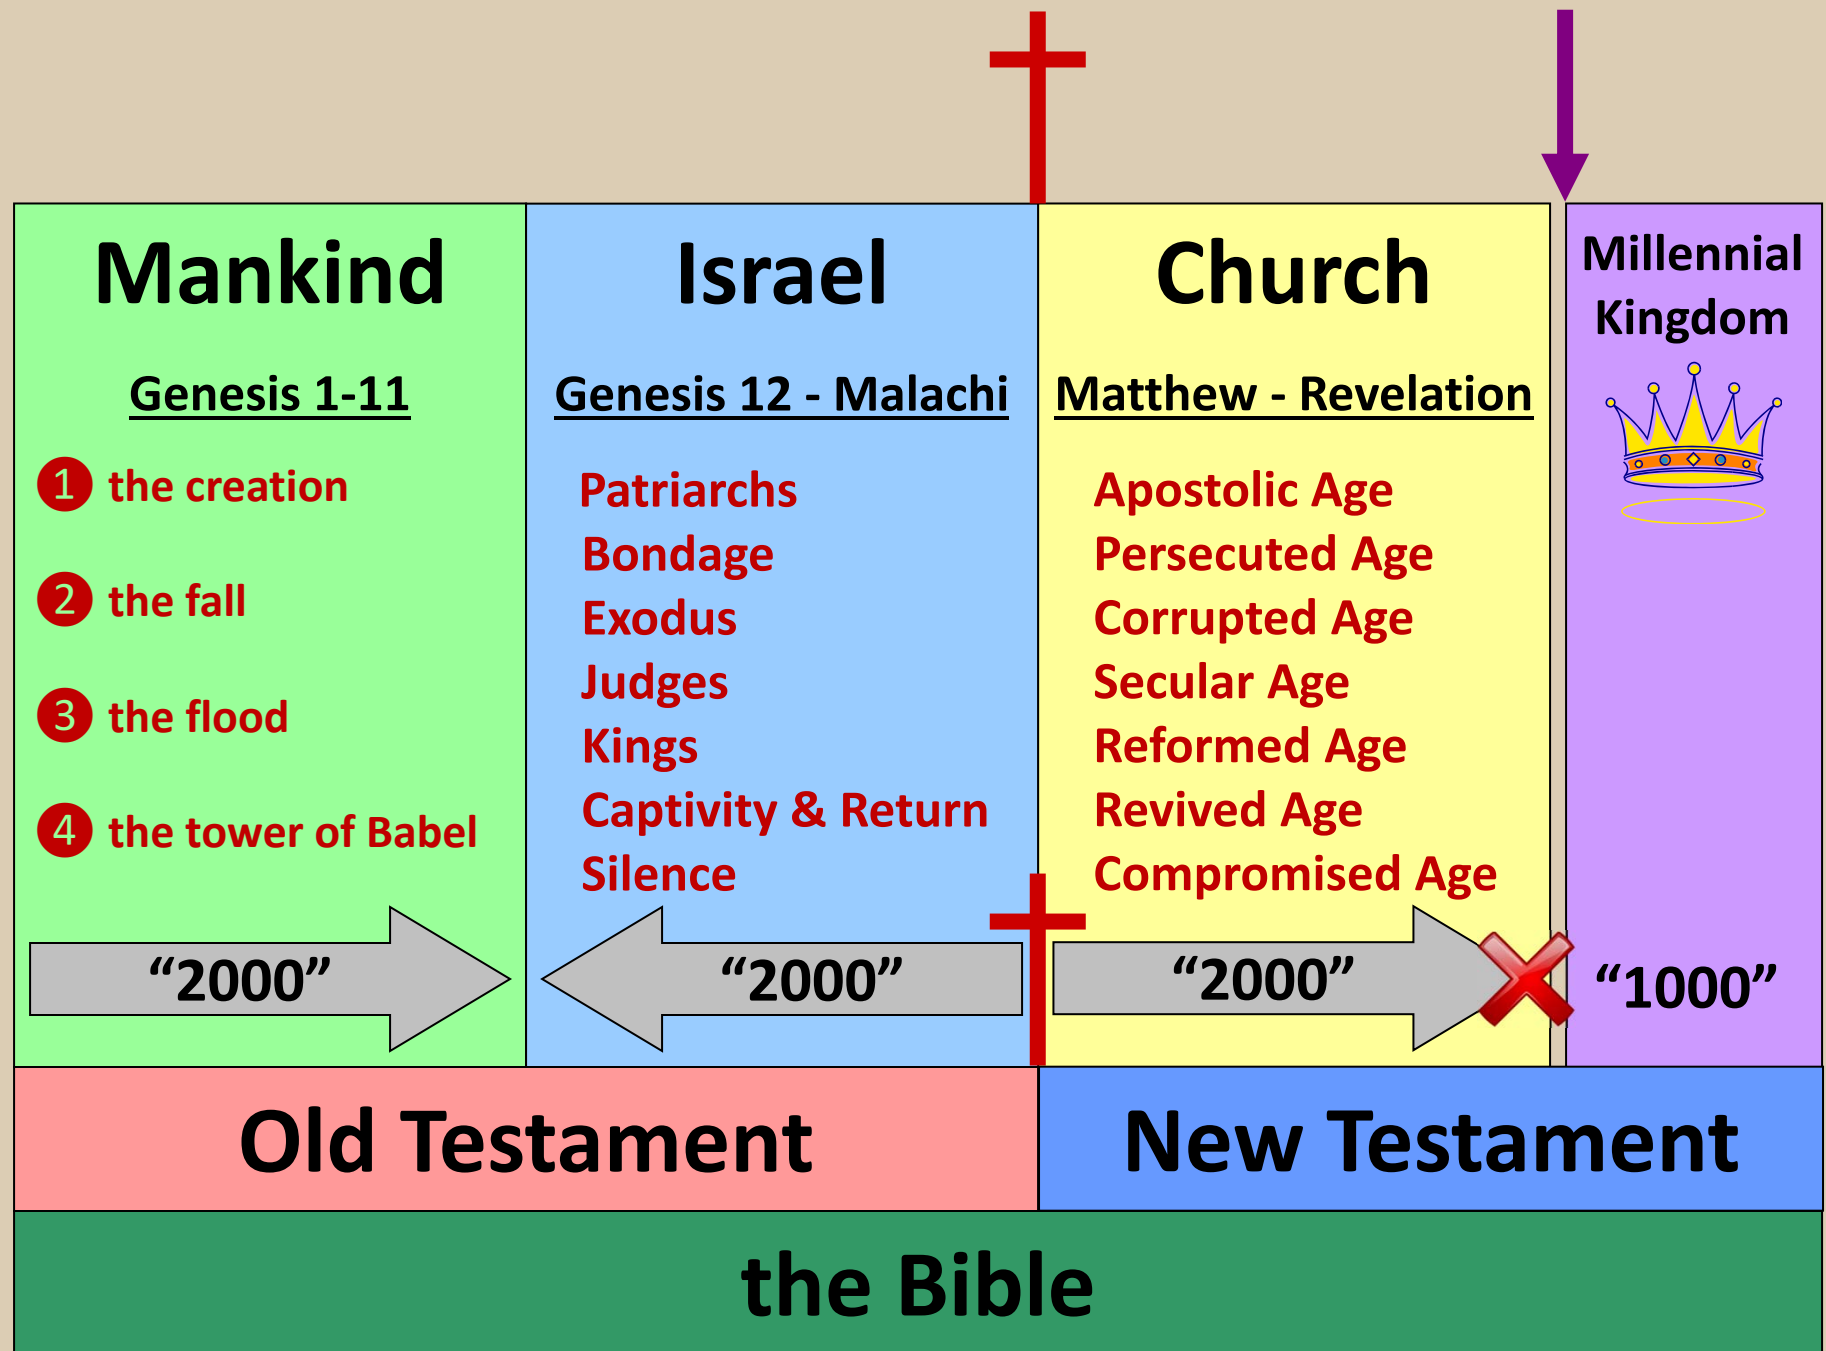 Mankind
Genesis 1-11
1 the creation
2 the fall
3 the flood
4 the tower of Babel
“2000”
Israel
Genesis 12 - Malachi
Patriarchs
Bondage
Exodus
Judges
Kings
Captivity & Return
Silence
“2000”
Church
Matthew - Revelation
Apostolic Age
Persecuted Age
Corrupted Age
Secular Age
Reformed Age
Revived Age
Compromised Age
“2000”
Millennial
Kingdom
“1000”
Old Testament
New Testament
the Bible